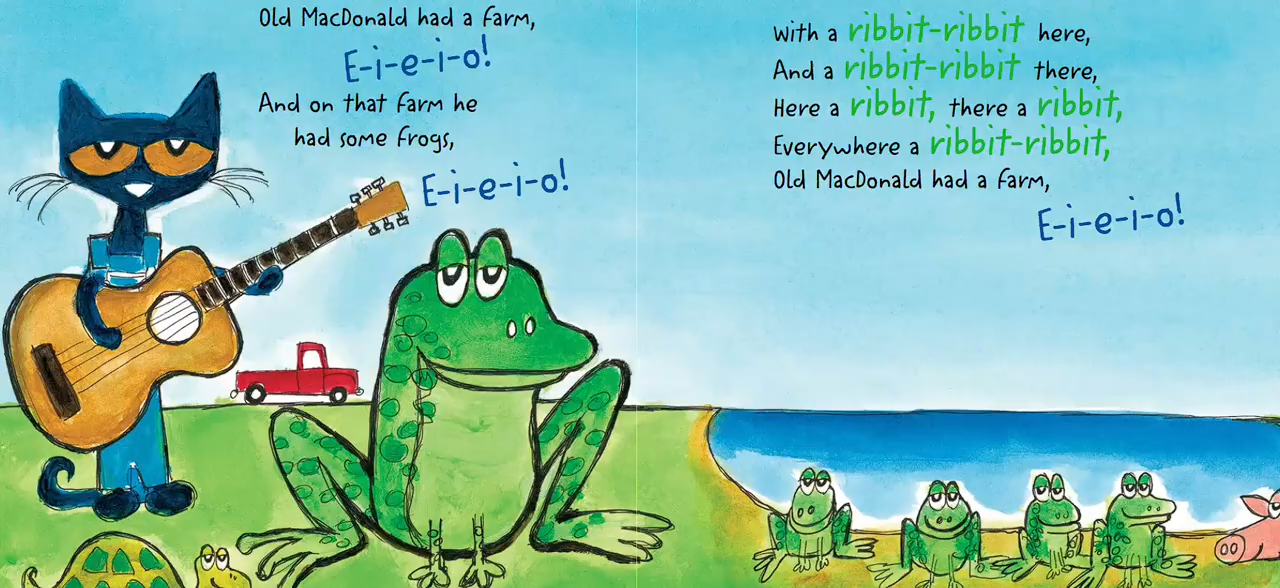 Old MacDonald had a farm,
E-i-e-i-o!
And on that farm he
had some frogs,
E-i-e-i-o!
With a ribbit-ribbit here,
And a ribbit-ribbit there,
Here a ribbit, there a ribbit,
Everywhere a ribbit-ribbit,
Old MacDonald had a farm,
E-i-e-i-o!